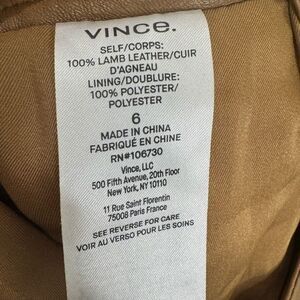 VINCE.
SELF/CORPS:
100% LAMB LEATHER/CUIR
D'AGNEAU
LINING/DOUBLURE:
100% POLYESTER/
POLYESTER
6
MADE IN CHINA
FABRIQUÉ EN CHINE
RN#106730
Vince, LLC
500 Fifth Avenue, 20th Floor
New York, NY 10110
11 Rue Saint Florentin
75008 Paris France
SEE REVERSE FOR CARE
VOIR AU VERSO POUR LES SOINS